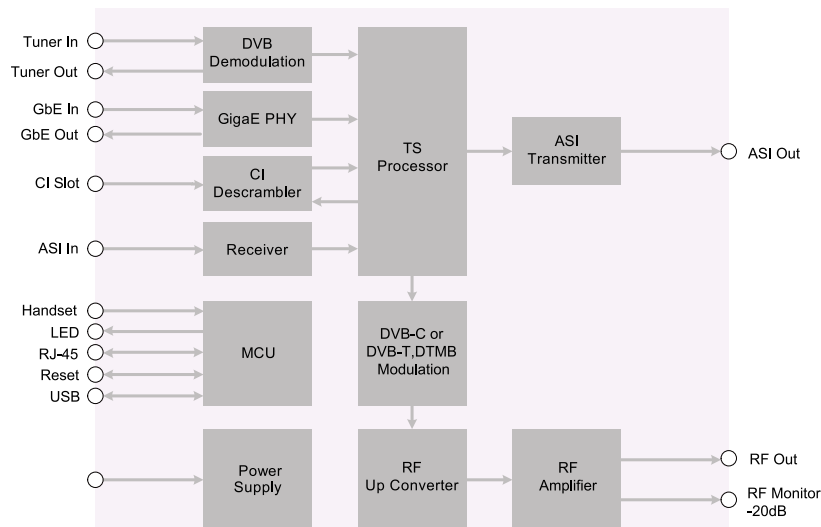 Tuner In
Tuner Out
GbE In
GbE Out
CI Slot
ASI In
Handset
LED
RJ-45
Reset
USB
DVB
Demodulation
GigaE PHY
CI
Descrambler
Receiver
MCU
Power
Supply
TS
Processor
DVB-C or
DVB-T,DTMB
Modulation
RF
Up Converter
ASI
Transmitter
RF
Amplifier
ASI Out
RF Out
RF Monitor
-20dB